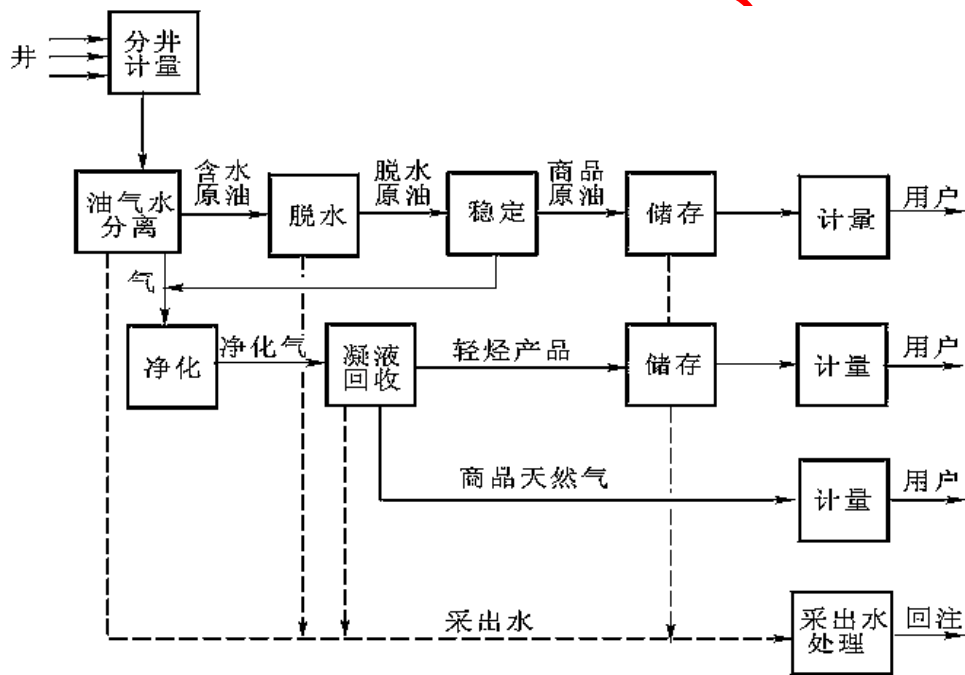 井
分井
计量
含水
原油
脱水
原油
商品
原油
油气水
分离
脱水
稳定
储存
计量
用户
气
净化
净化气
凝液
回收
轻烃产品
储存
计量
用户
商品天然气
计量
用户
采出水
采出水
处理
回注